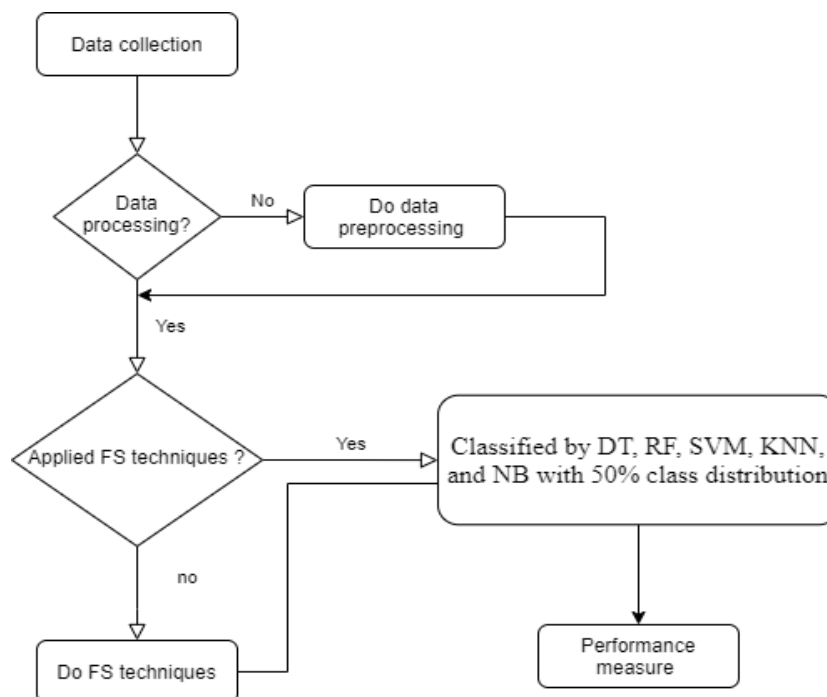 Data collection
Data
processing?
No
Do data
preprocessing
Yes
Applied FS techniques ?
Yes
Classified by DT, RF, SVM, KNN,
and NB with 50% class distribution
no
Do FS techniques
Performance
measure